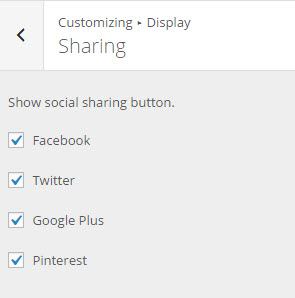 Customizing ▸ Display
Sharing
Show social sharing button.
Facebook
Twitter
Google Plus
Pinterest